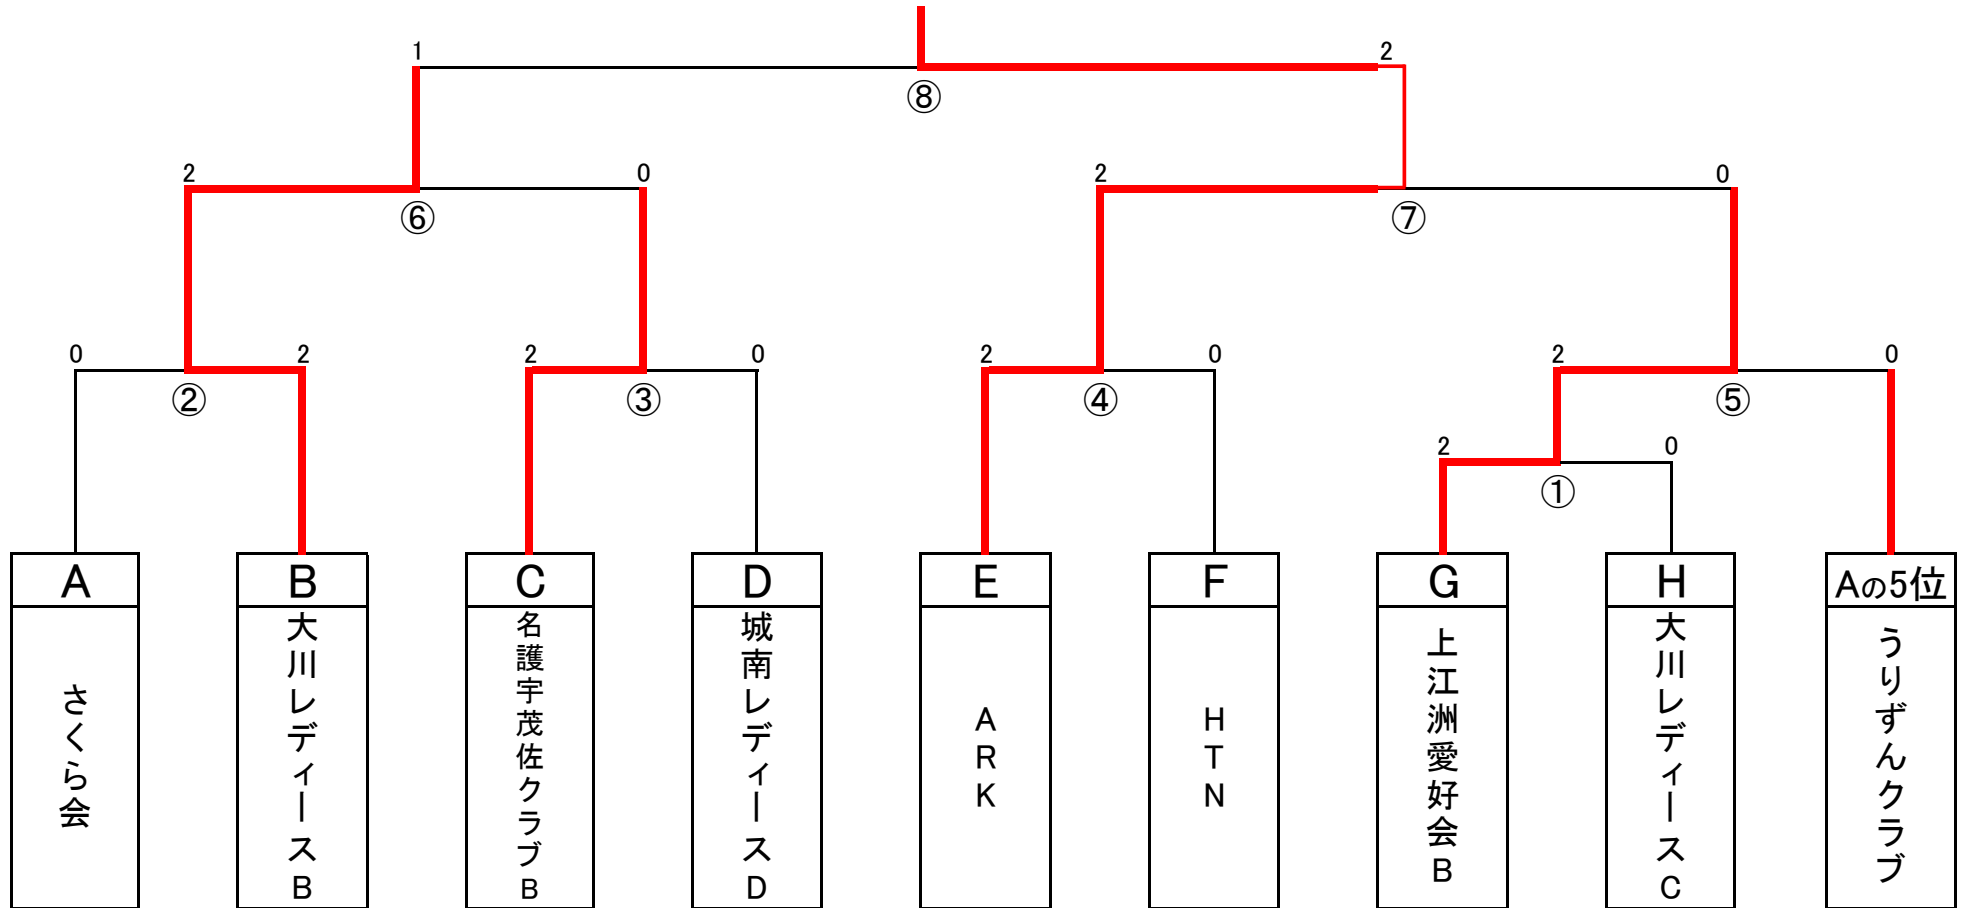 1 2
⑧
2 0 2 0
⑥ ⑦
0 2 2 0 2 0 2 0
② ③ ④ ⑤
2 0
①
A B C D E F G H Aの5位
さくら会
大川レディースB
名護宇茂佐クラブB
城南レディースD
ARK
HTN
上江洲愛好会B
大川レディースC
うりずんクラブ